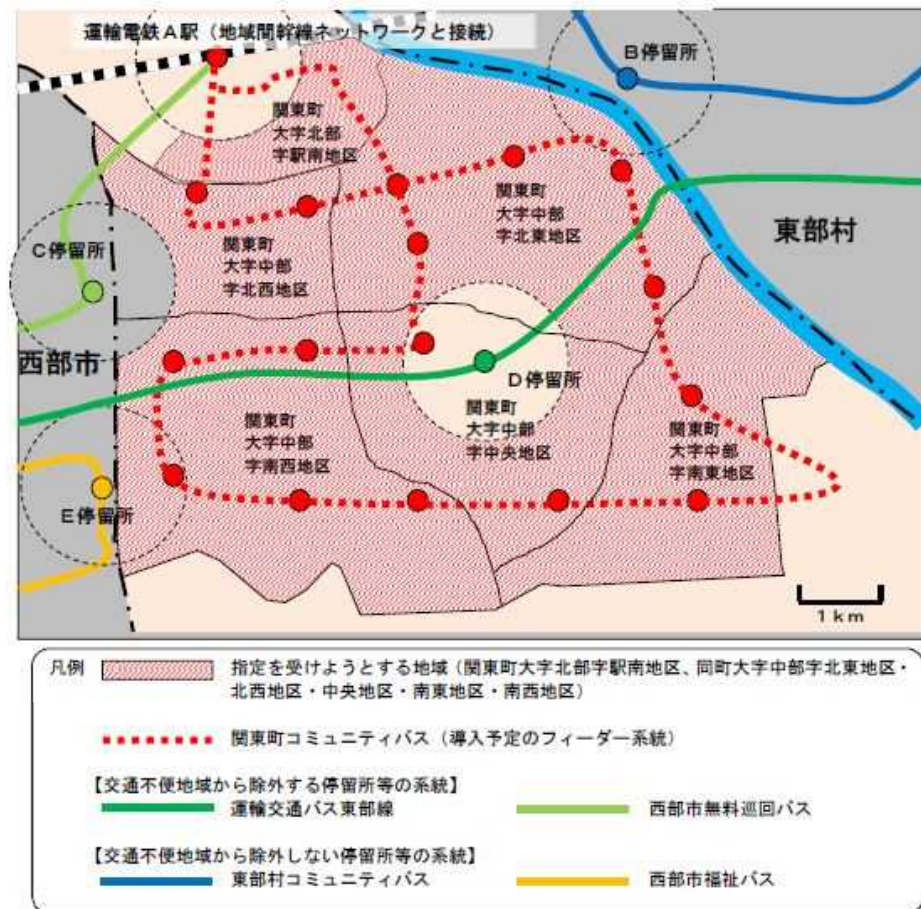 運輸電鉄A駅（地域間幹線ネットワークと接続）
B停留所
関東町
大字北部
字駅南地区
関東町
大字中部
字北東地区
東部村
C停留所
関東町
大字中部
字北西地区
西部市
D停留所
関東町
大字中部
字中央地区
関東町
大字中部
字南西地区
関東町
大字中部
字南東地区
E停留所
1km
凡例
指定を受けようとする地域（関東町大字北部字駅南地区、同町大字中部字北東地区・
北西地区・中央地区・南東地区・南西地区）
関東町コミュニティバス（導入予定のフィーダー系統）
【交通不便地域から除外する停留所等の系統】
運輸交通バス東部線
西部市無料巡回バス
【交通不便地域から除外しない停留所等の系統】
東部村コミュニティバス
西部市福祉バス